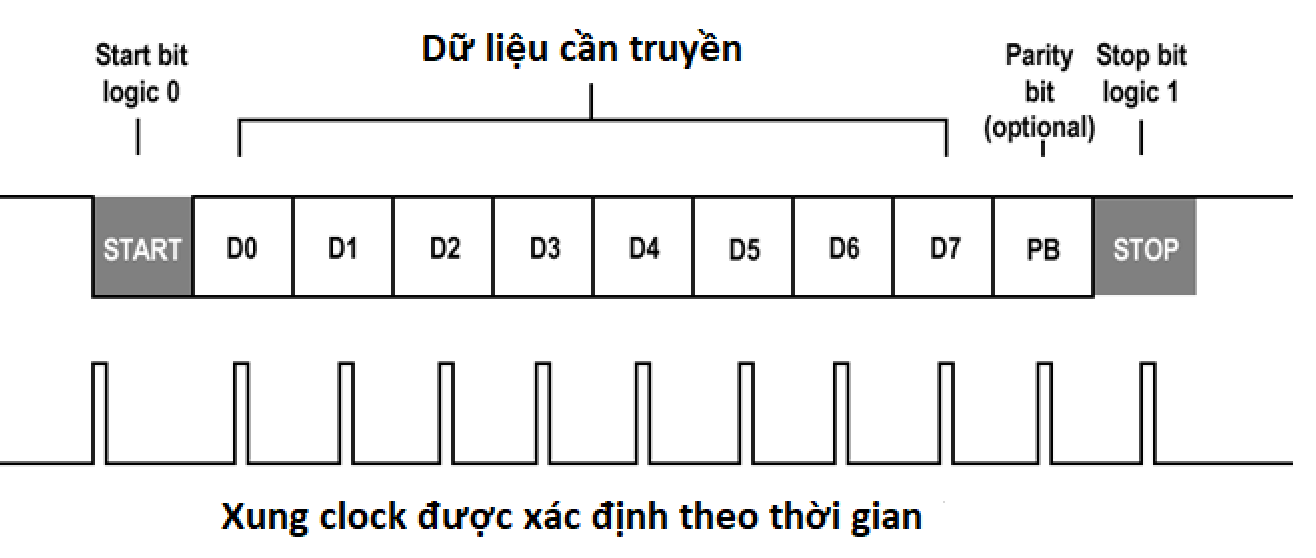 Dữ liệu cần truyền
Start bit
logic 0
Parity
bit
(optional)
Stop bit
logic 1
START D0 D1 D2 D3 D4 D5 D6 D7 PB STOP
Xung clock được xác định theo thời gian